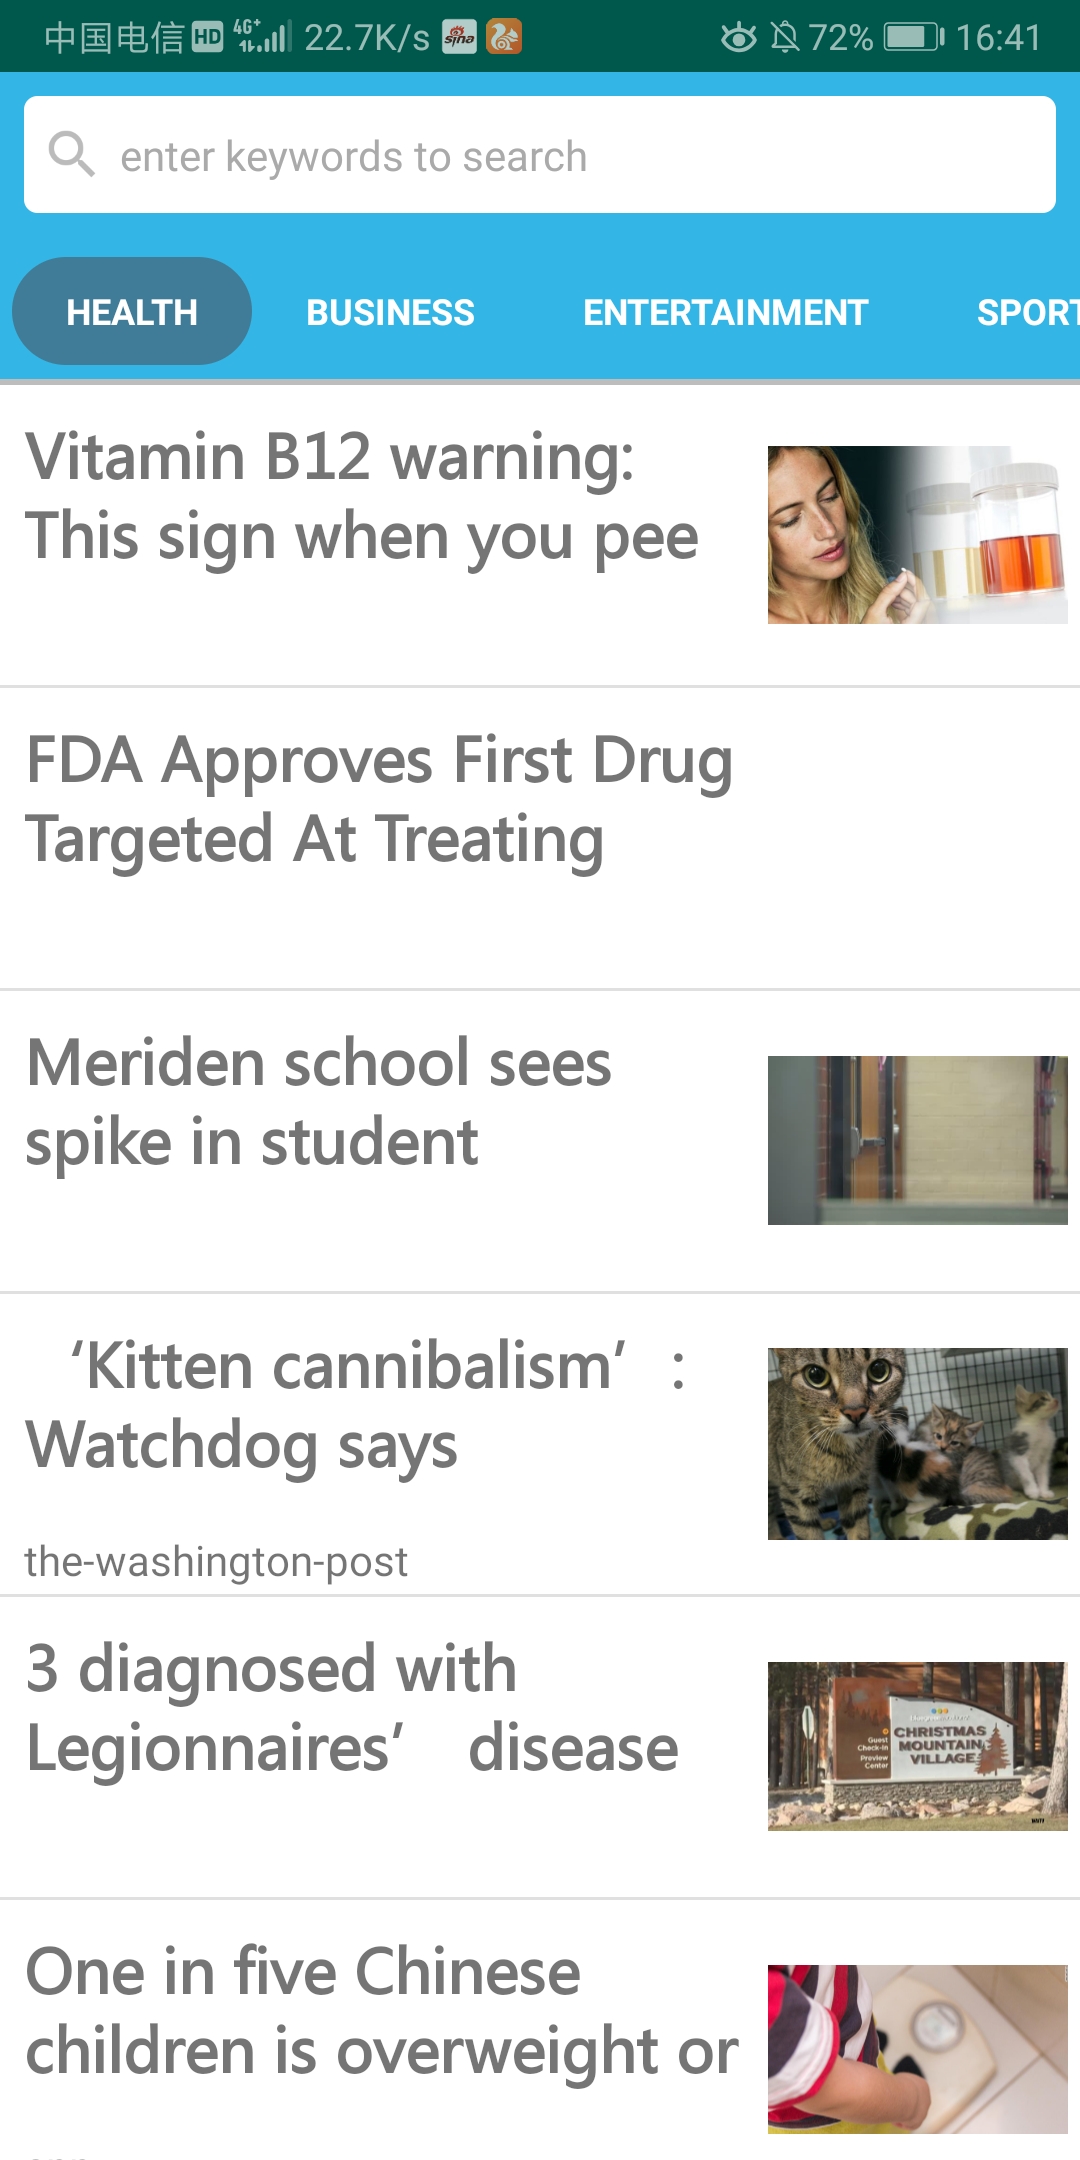 中国电信 HD 4G+ 22.7K/s sina 72% 16:41
enter keywords to search
HEALTH BUSINESS ENTERTAINMENT SPORT
Vitamin B12 warning:
This sign when you pee
FDA Approves First Drug
Targeted At Treating
Meriden school sees
spike in student
‘Kitten cannibalism’ :
Watchdog says
the-washington-post
3 diagnosed with
Legionnaires’ disease
Guest
Check-in
Preview
Center
CHRISTMAS
MOUNTAIN
VILLAGE
One in five Chinese
children is overweight or